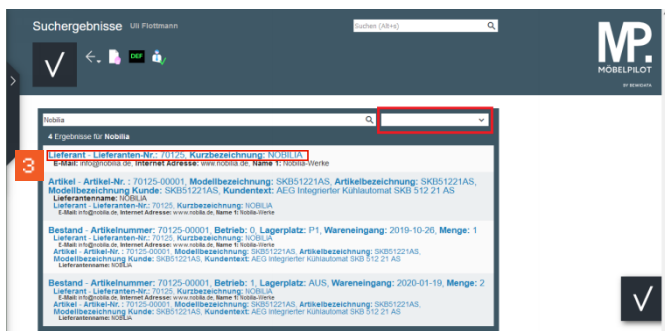 Suchergebnisse Uli Flottmann
Suchen (Alt+s)
DEF
MP.
MÖBELPILOT
BY BEWIDATA
Nobilia
4 Ergebnisse für Nobilia
3
Lieferant - Lieferanten-Nr.: 70125, Kurzbezeichnung: NOBILIA
E-Mail: info@nobilia.de, Internet Adresse: www.nobilia.de, Name 1: Nobilia-Werke
Artikel - Artikel-Nr. : 70125-00001, Modellbezeichnung: SKB51221AS, Artikelbezeichnung: SKB51221AS,
Modellbezeichnung Kunde: SKB51221AS, Kundentext: AEG Integrierter Kühlautomat SKB 512 21 AS
Lieferantenname: NOBILIA
Lieferant - Lieferanten-Nr.: 70125, Kurzbezeichnung: NOBILIA
E-Mail: info@nobilia.de, Internet Adresse: www.nobilia.de, Name 1: Nobilia-Werke
Bestand - Artikelnummer: 70125-00001, Betrieb: 0, Lagerplatz: P1, Wareneingang: 2019-10-26, Menge: 1
Lieferant - Lieferanten-Nr.: 70125, Kurzbezeichnung: NOBILIA
E-Mail: info@nobilia.de, Internet Adresse: www.nobilia.de, Name 1: Nobilia-Werke
Artikel - Artikel-Nr. : 70125-00001, Modellbezeichnung: SKB51221AS, Artikelbezeichnung: SKB51221AS,
Modellbezeichnung Kunde: SKB51221AS, Kundentext: AEG Integrierter Kühlautomat SKB 512 21 AS
Lieferantenname: NOBILIA
Bestand - Artikelnummer: 70125-00001, Betrieb: 1, Lagerplatz: AUS, Wareneingang: 2020-01-19, Menge: 2
Lieferant - Lieferanten-Nr.: 70125, Kurzbezeichnung: NOBILIA
E-Mail: info@nobilia.de, Internet Adresse: www.nobilia.de, Name 1: Nobilia-Werke
Artikel - Artikel-Nr. : 70125-00001, Modellbezeichnung: SKB51221AS, Artikelbezeichnung: SKB51221AS,
Modellbezeichnung Kunde: SKB51221AS, Kundentext: AEG Integrierter Kühlautomat SKB 512 21 AS
Lieferantenname: NOBILIA